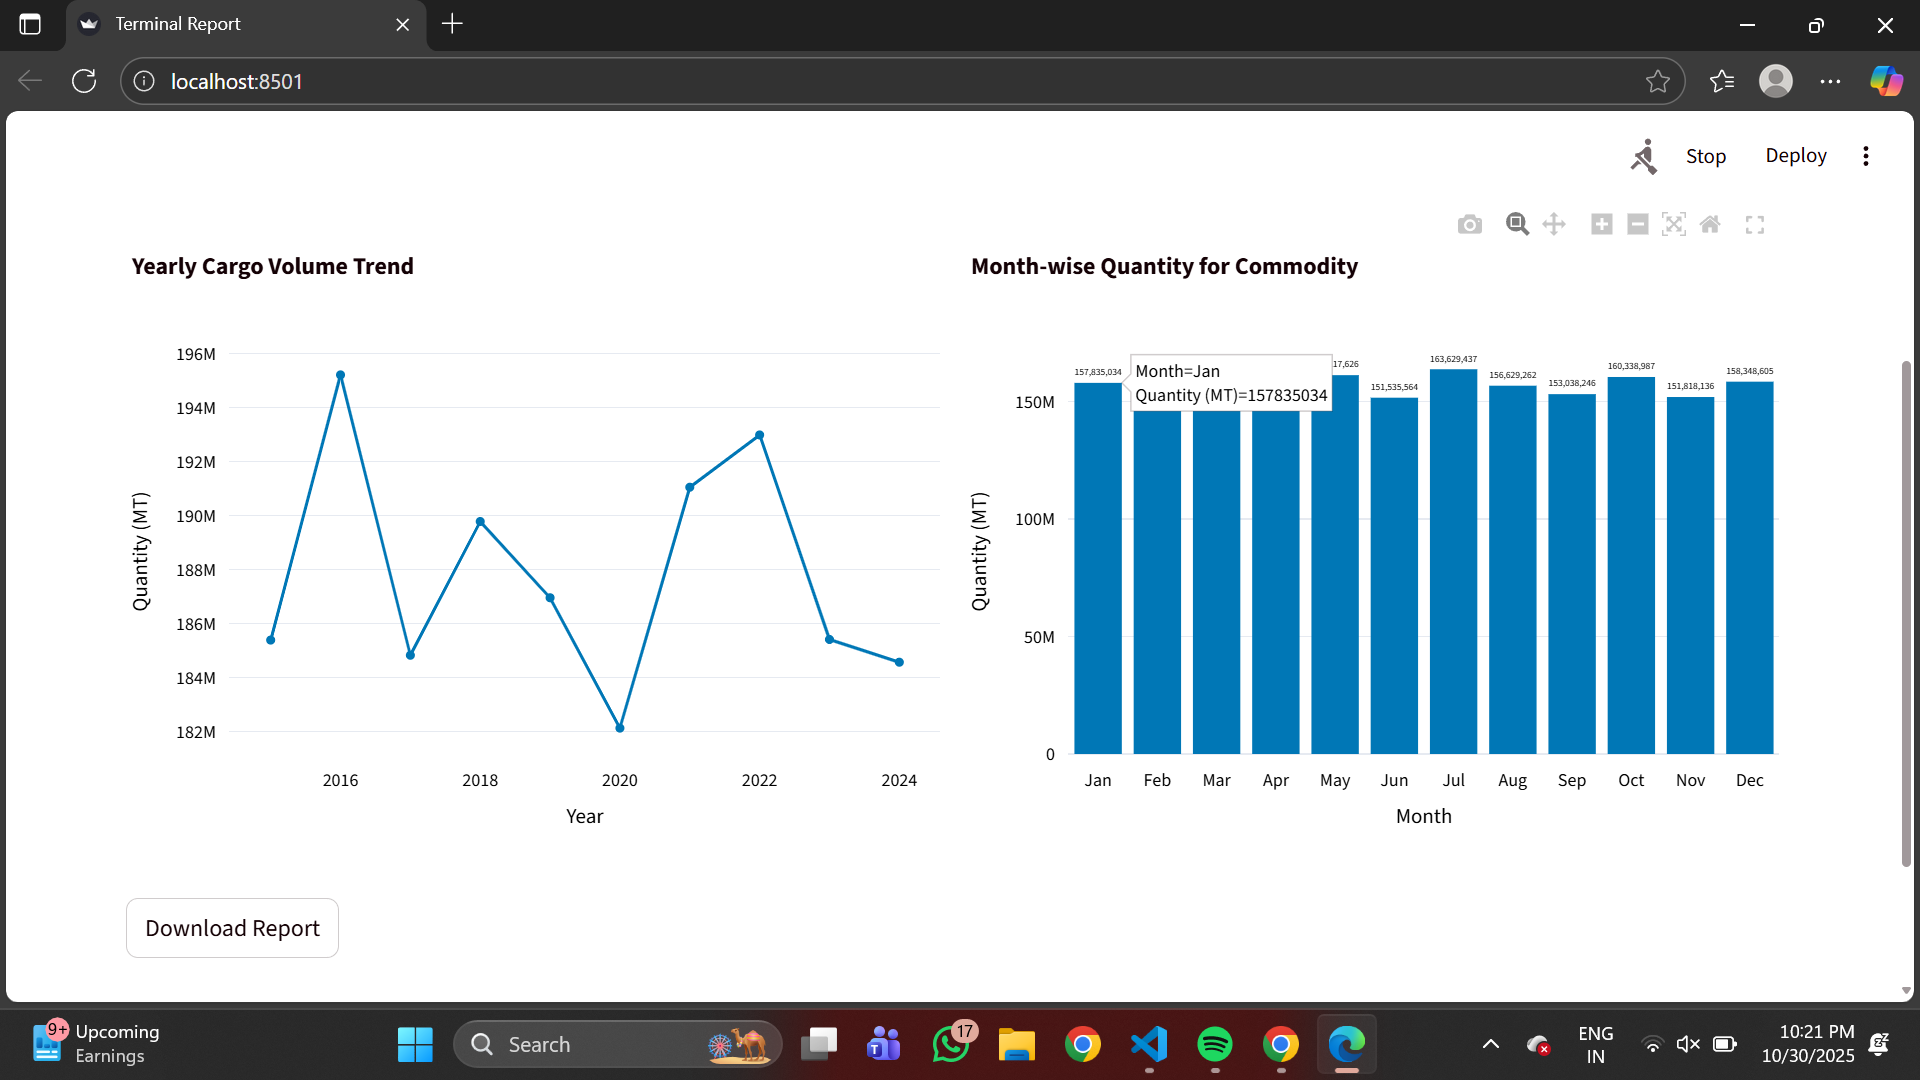 Terminal Report
localhost:8501
Stop Deploy
Yearly Cargo Volume Trend
196M
194M
192M
190M
188M
186M
184M
182M
Quantity (MT)
2016 2018 2020 2022 2024
Year
Month-wise Quantity for Commodity
157,835,034
Month=Jan
Quantity (MT)=157835034
17,626
151,535,564
163,629,437
156,629,262
153,038,246
160,338,987
151,818,136
158,348,605
150M
100M
50M
0
Quantity (MT)
Jan Feb Mar Apr May Jun Jul Aug Sep Oct Nov Dec
Month
Download Report
9+
Upcoming
Earnings
Search
17
ENG
IN
10:21 PM
10/30/2025